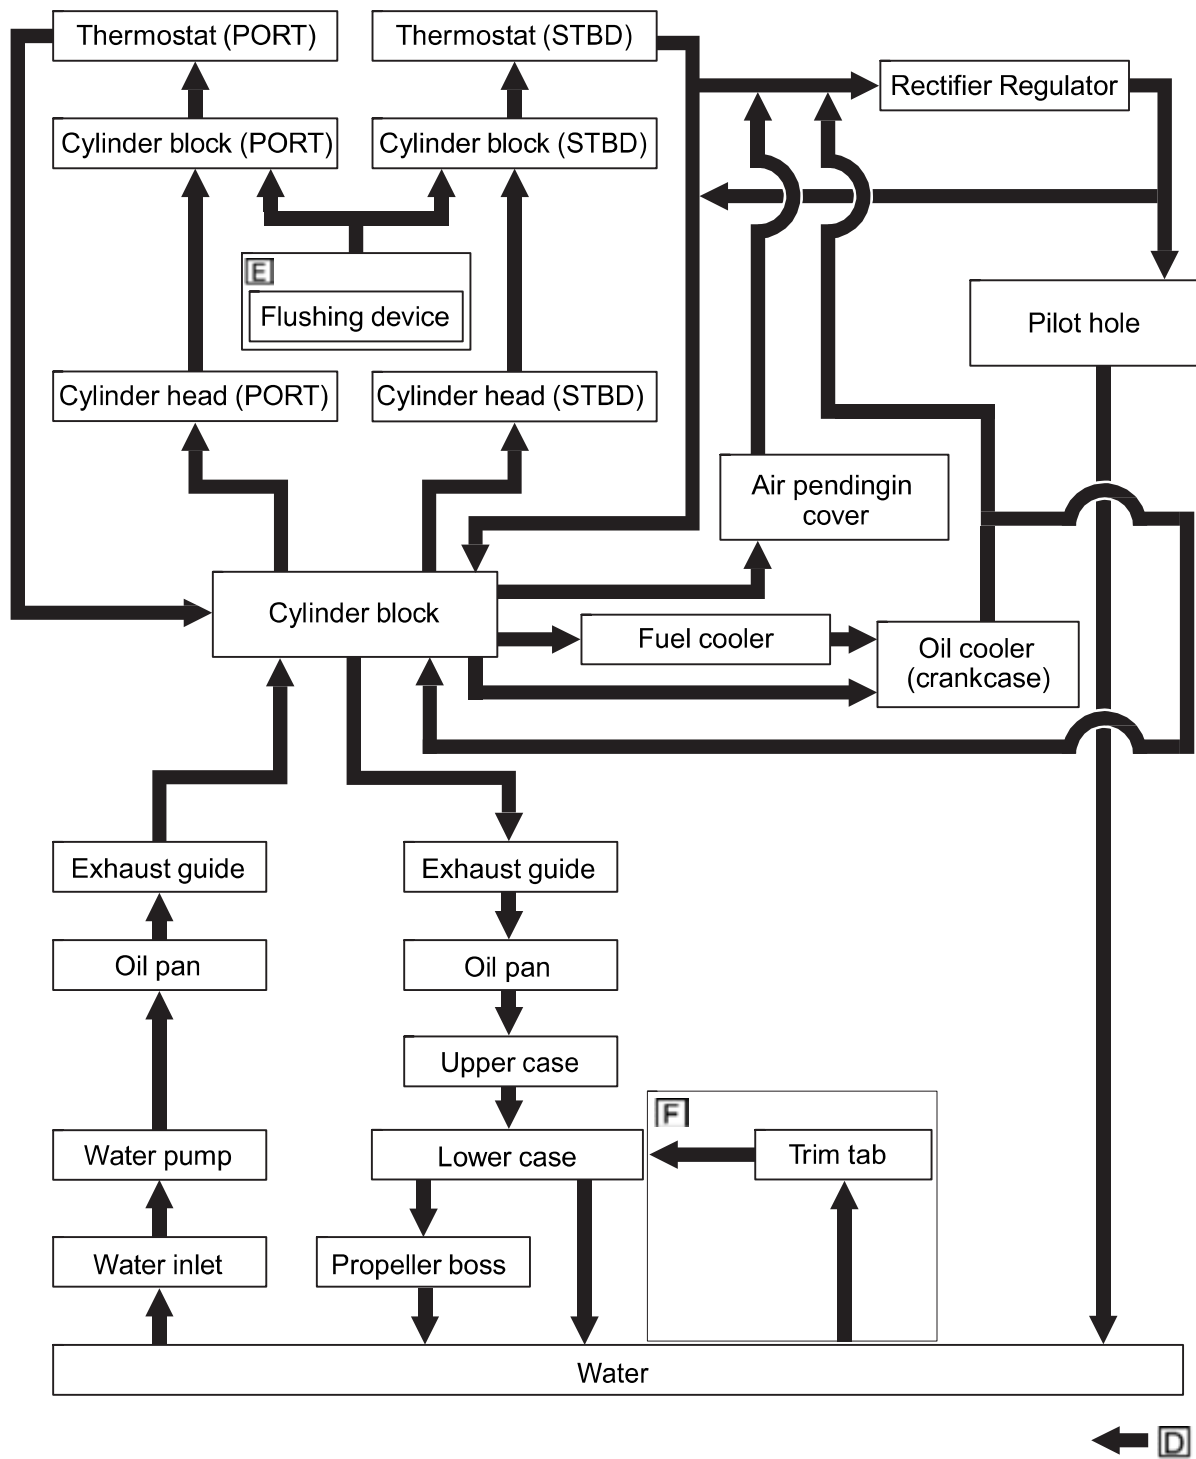 Thermostat (PORT)
Thermostat (STBD)
Rectifier Regulator
Cylinder block (PORT)
Cylinder block (STBD)
E
Flushing device
Pilot hole
Cylinder head (PORT)
Cylinder head (STBD)
Air pendingin
cover
Cylinder block
Fuel cooler
Oil cooler
(crankcase)
Exhaust guide
Exhaust guide
Oil pan
Oil pan
Upper case
F
Water pump
Lower case
Trim tab
Water inlet
Propeller boss
Water
D